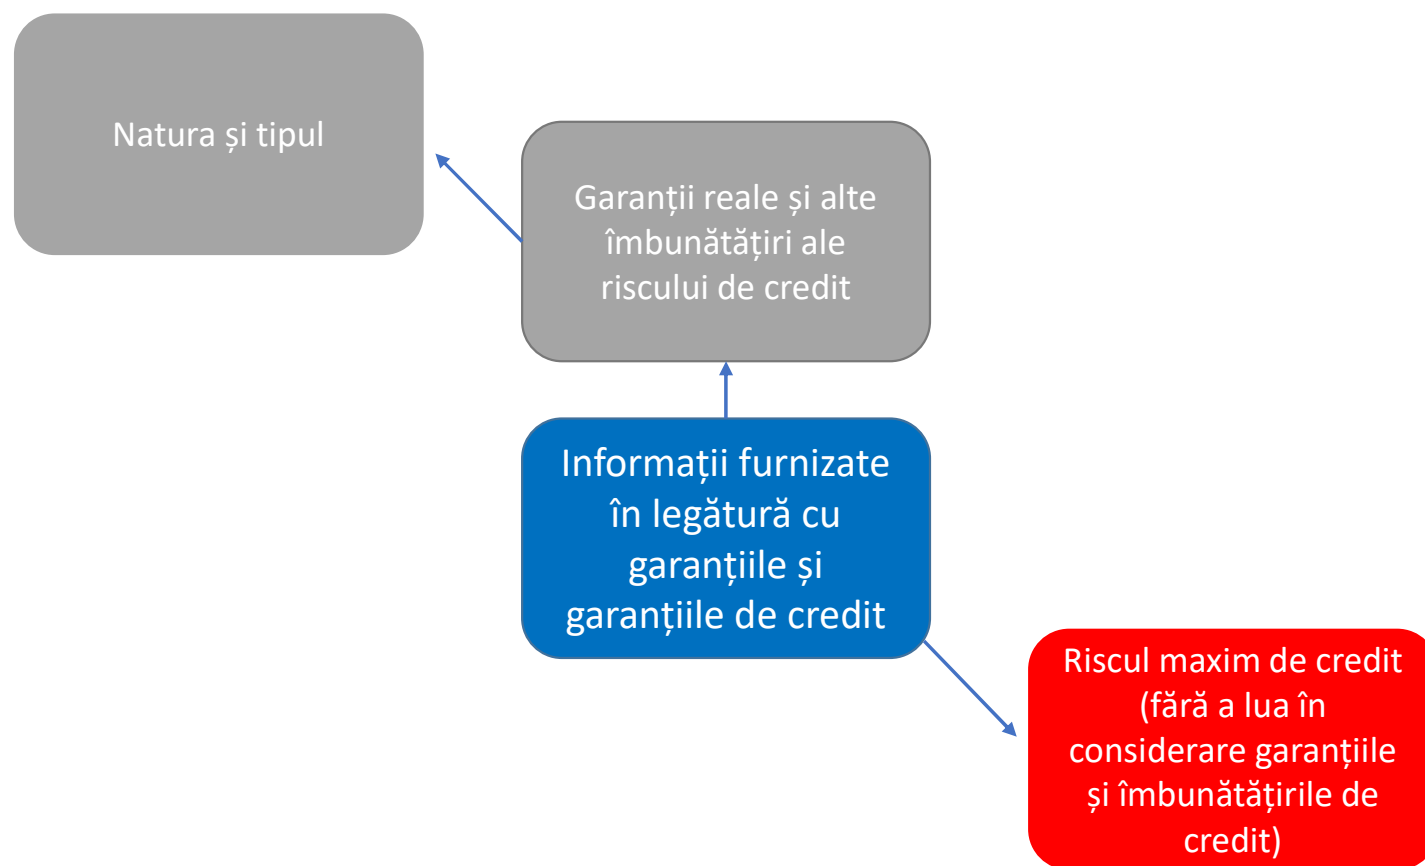 Natura și tipul
Garanții reale și alte
îmbunătățiri ale
riscului de credit
Informații furnizate
în legătură cu
garanțiile și
garanțiile de credit
Riscul maxim de credit
(fără a lua în
considerare garanțiile
și îmbunătățirile de
credit)